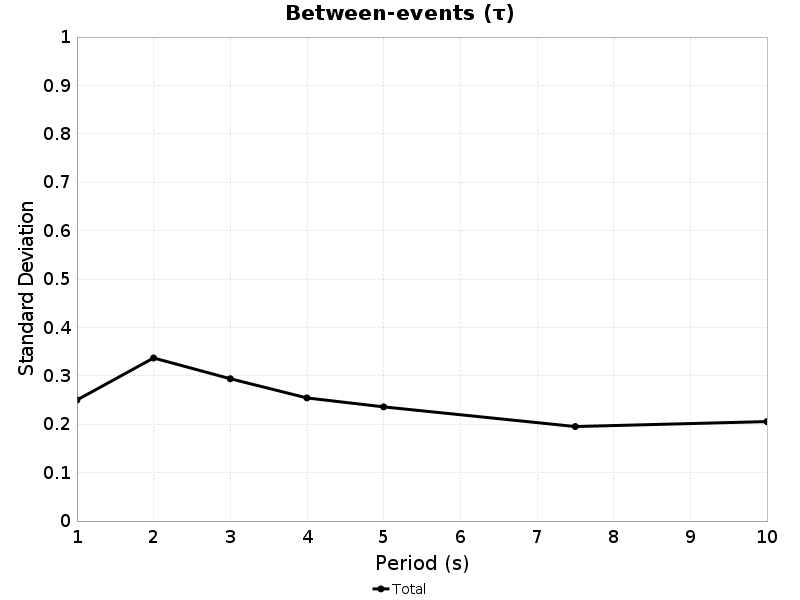 Between-events (τ)
Standard Deviation
1
0.9
0.8
0.7
0.6
0.5
0.4
0.3
0.2
0.1
0
1 2 3 4 5 6 7 8 9 10
Period (s)
Total